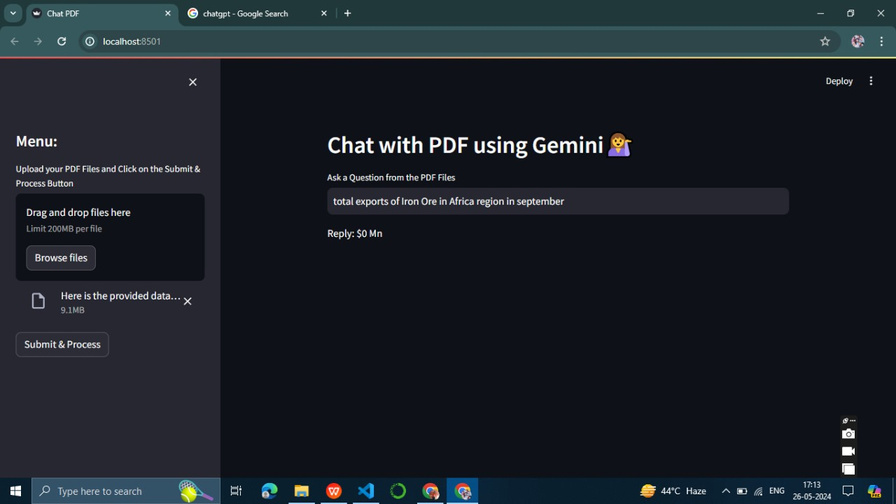 Chat PDF
chatgpt - Google Search
localhost:8501
Deploy
Menu:
Upload your PDF Files and Click on the Submit &
Process Button
Drag and drop files here
Limit 200MB per file
Browse files
Here is the provided data...
9.1MB
Submit & Process
Chat with PDF using Gemini
Ask a Question from the PDF Files
total exports of Iron Ore in Africa region in september
Reply: $0 Mn
Type here to search
44°C Haze
ENG
17:13
26-05-2024